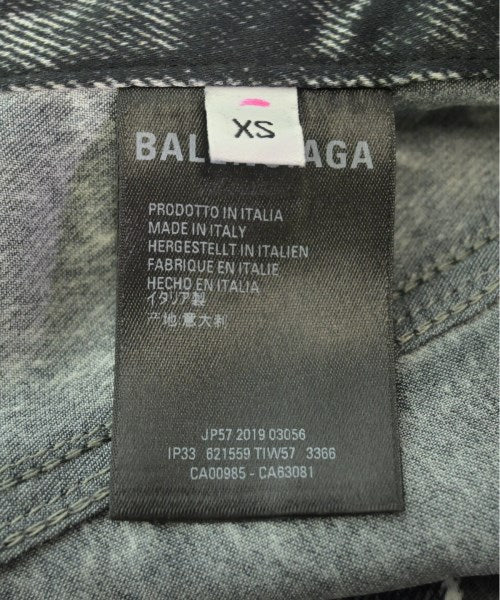 XS
BAL AGA
PRODOTTO IN ITALIA
MADE IN ITALY
HERGESTELLT IN ITALIEN
FABRIQUE EN ITALIE
HECHO EN ITALIA
イタリア製
产地:意大利
JP57 2019 03056
IP33 621559 TIW57 3366
CA00985 - CA63081